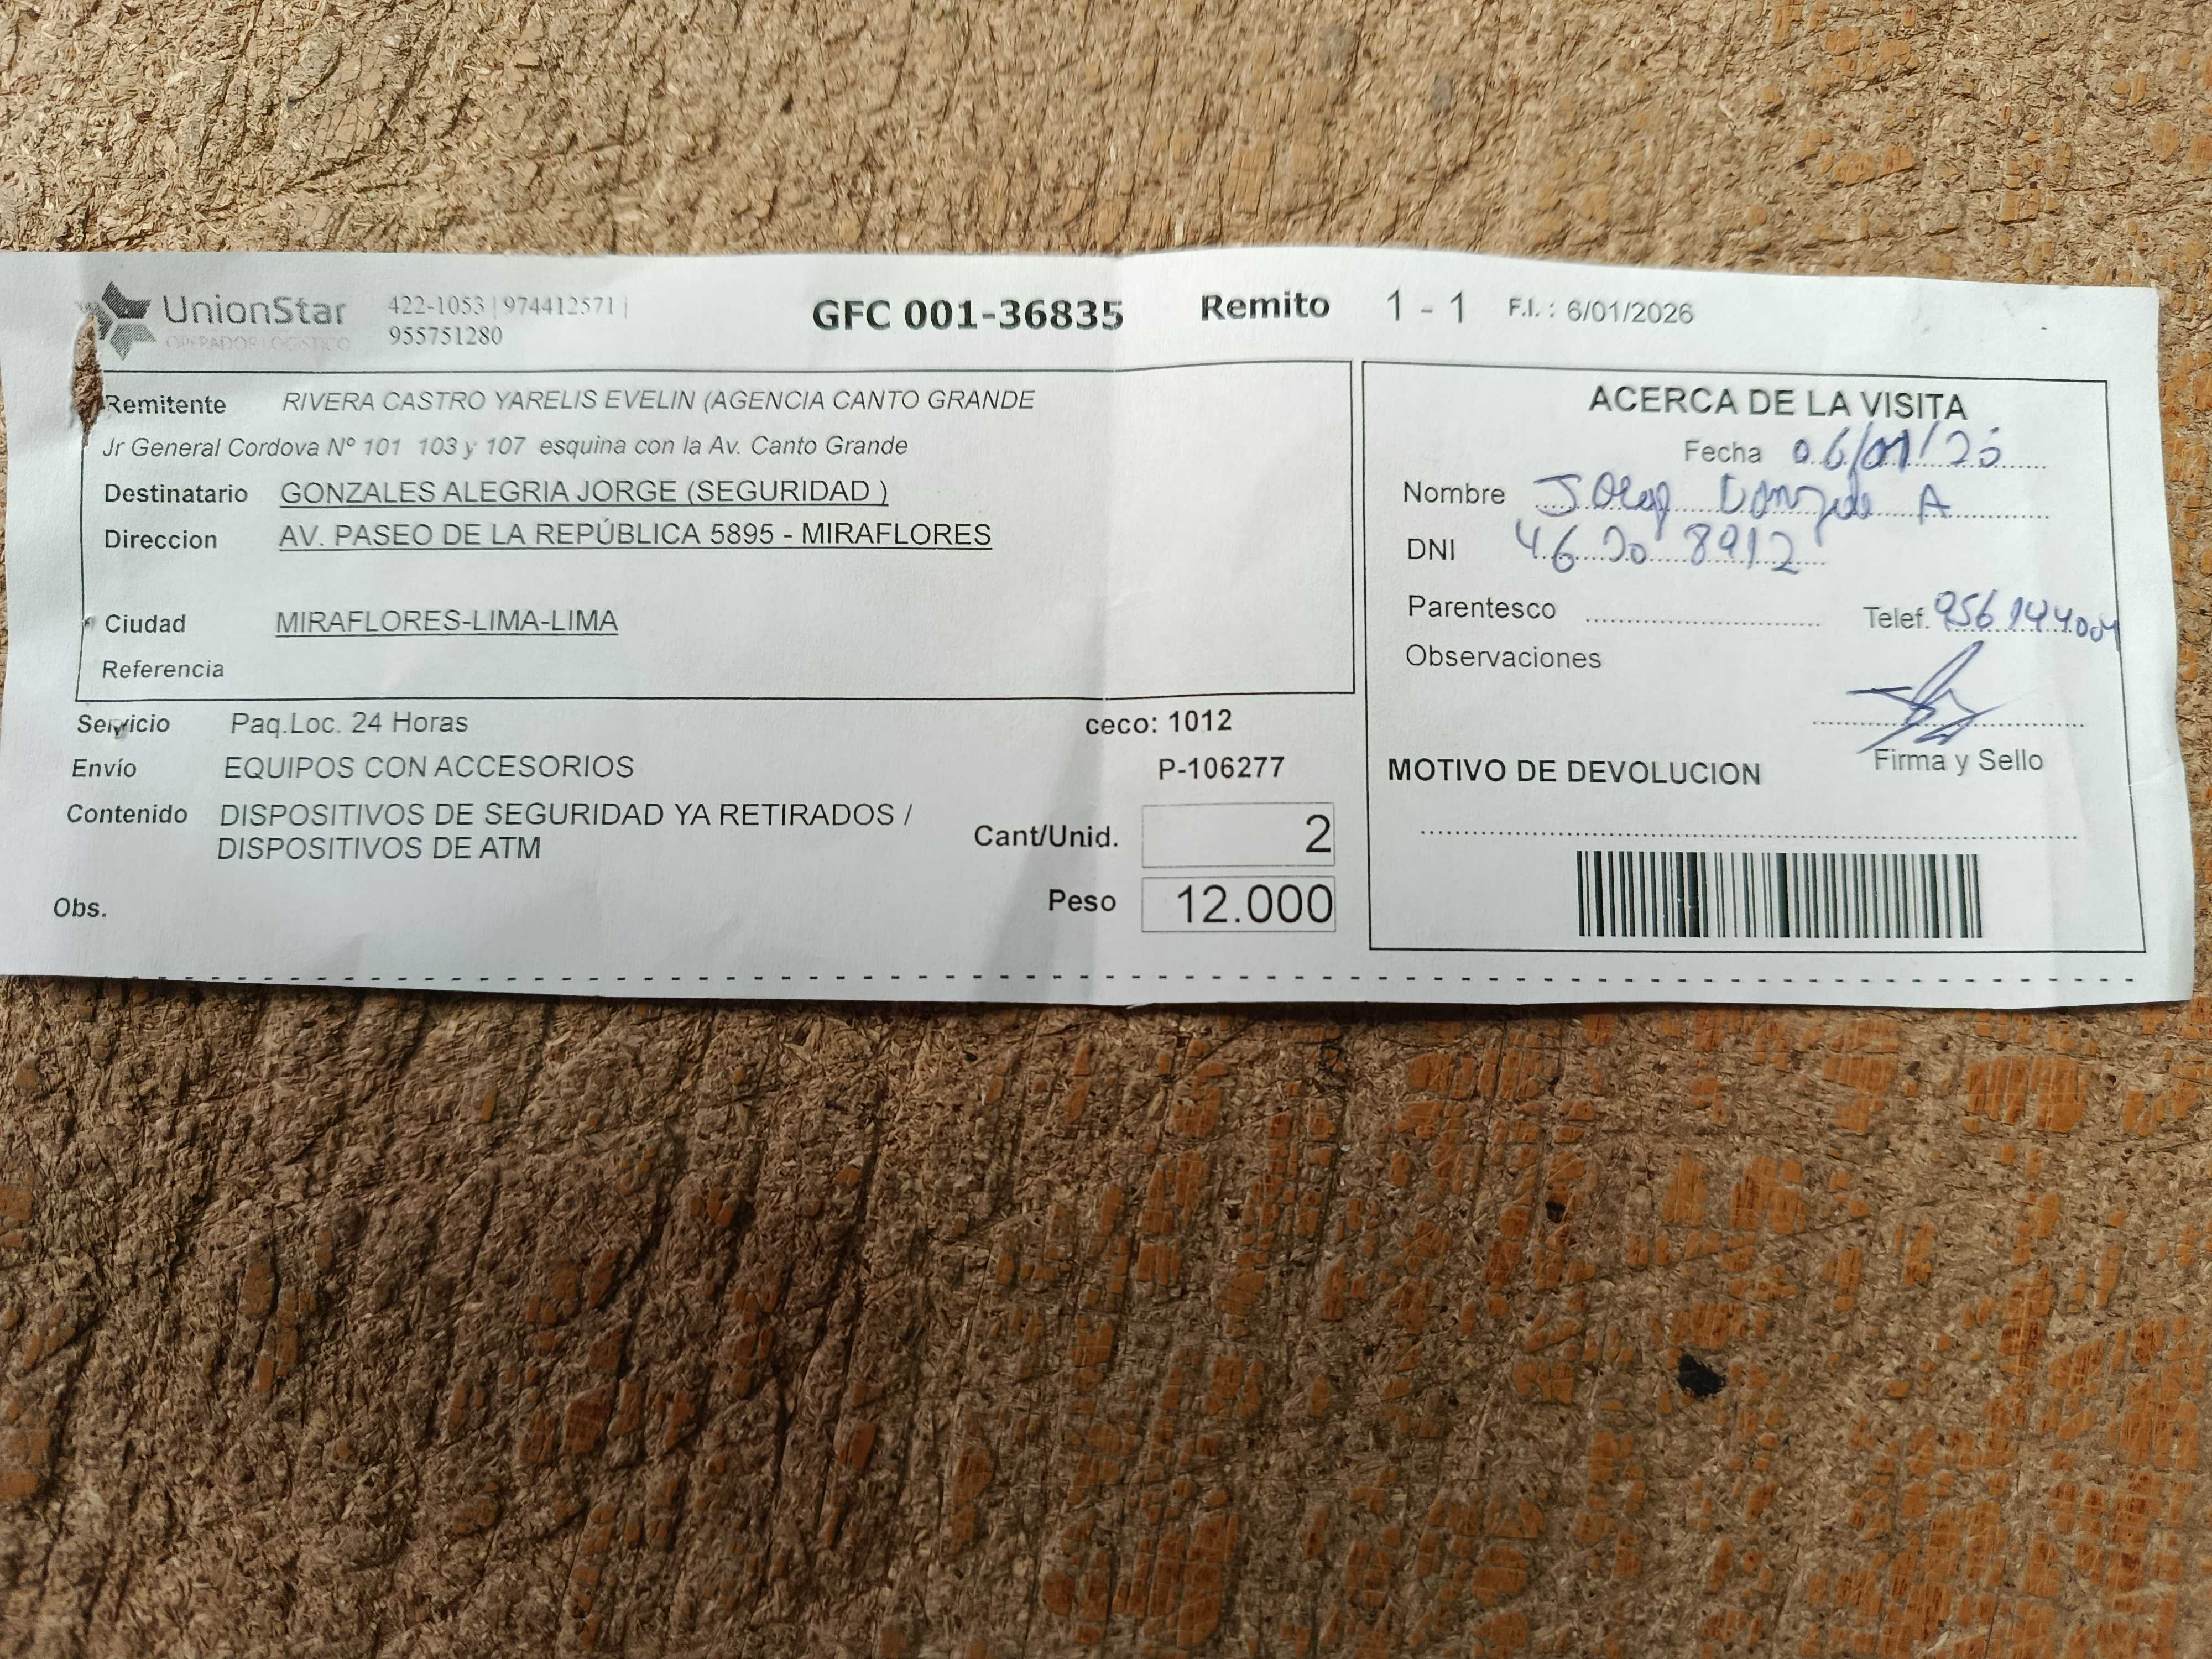 UnionStar
OPERADOR LOGISTICO
422-1053 | 974412571 |
955751280
GFC 001-36835 Remito 1 - 1 F.I. : 6/01/2026
Remitente RIVERA CASTRO YARELIS EVELIN (AGENCIA CANTO GRANDE
Jr General Cordova Nº 101 103 y 107 esquina con la Av. Canto Grande
Destinatario GONZALES ALEGRIA JORGE (SEGURIDAD )
Direccion AV. PASEO DE LA REPÚBLICA 5895 - MIRAFLORES
Ciudad MIRAFLORES-LIMA-LIMA
Referencia
Servicio Paq.Loc. 24 Horas ceco: 1012
Envío EQUIPOS CON ACCESORIOS P-106277
Contenido DISPOSITIVOS DE SEGURIDAD YA RETIRADOS /
DISPOSITIVOS DE ATM
Cant/Unid. 2
Peso 12.000
Obs.
ACERCA DE LA VISITA
Fecha 06/01/26
Nombre A
DNI
Parentesco Telef.
Observaciones
Firma y Sello
MOTIVO DE DEVOLUCION